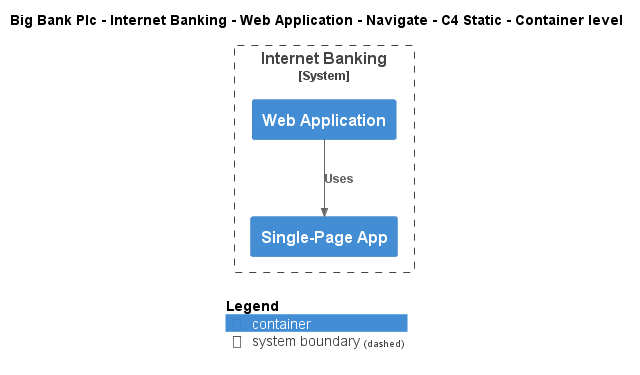 Big Bank Plc - Internet Banking - Web Application - Navigate - C4 Static - Container level
Internet Banking
[System]
Web Application
Uses
Single-Page App
Legend
container
system boundary (dashed)